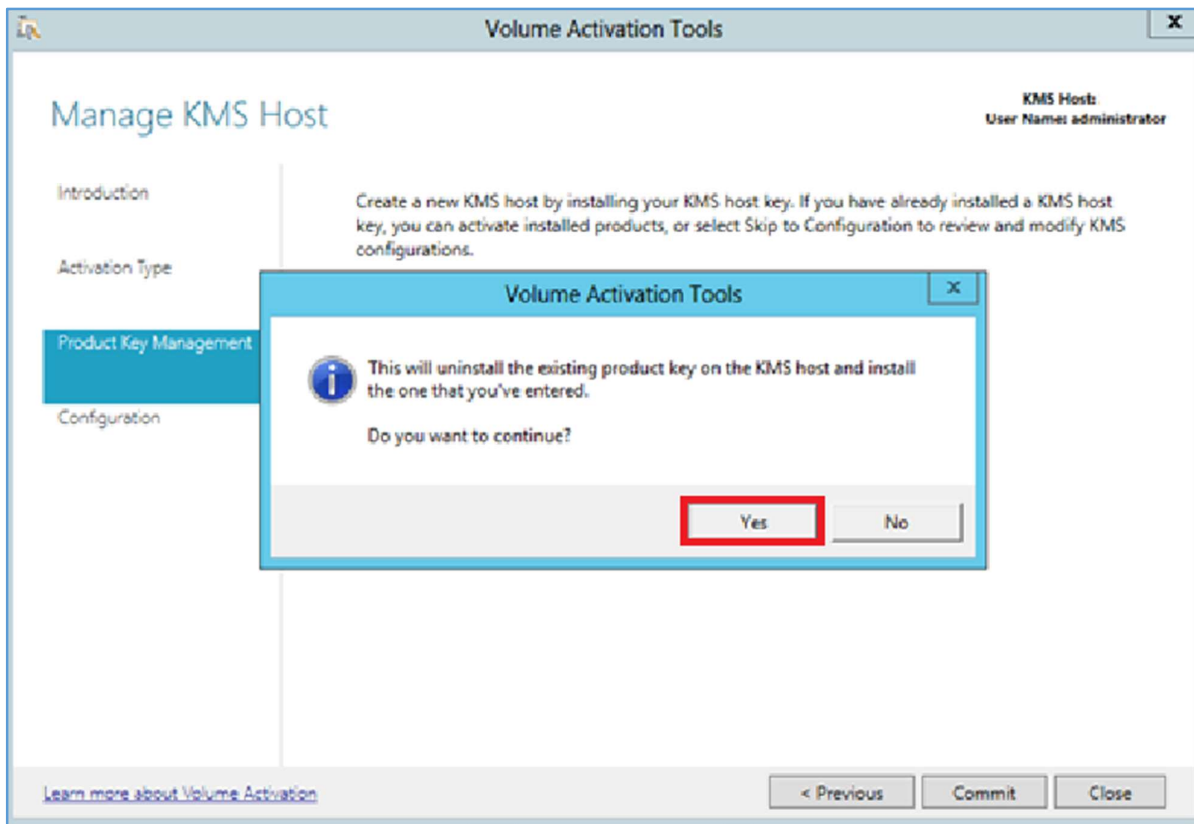 Volume Activation Tools
x
Manage KMS Host
KMS Host:
User Name: administrator
Introduction
Activation Type
Product Key Management
Configuration
Create a new KMS host by installing your KMS host key. If you have already installed a KMS host
key, you can activate installed products, or select Skip to Configuration to review and modify KMS
configurations.
Volume Activation Tools
x
This will uninstall the existing product key on the KMS host and install
the one that you've entered.
Do you want to continue?
Yes
No
Learn more about Volume Activation
< Previous
Commit
Close